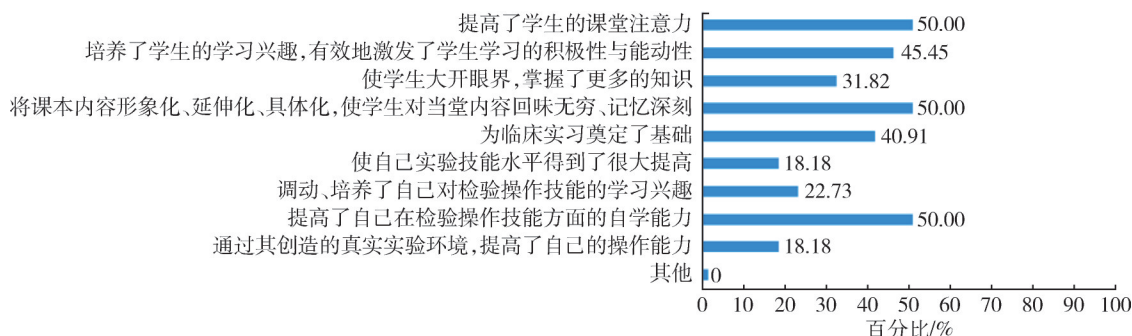 提高了学生的课堂注意力 50.00
培养了学生的学习兴趣,有效地激发了学生学习的积极性与能动性 45.45
使学生大开眼界,掌握了更多的知识 31.82
将课本内容形象化、延伸化、具体化,使学生对当堂内容回味无穷、记忆深刻 50.00
为临床实习奠定了基础 40.91
使自己实验技能水平得到了很大提高 18.18
调动、培养了自己对检验操作技能的学习兴趣 22.73
提高了自己在检验操作技能方面的自学能力 50.00
通过其创造的真实实验环境,提高了自己的操作能力 18.18
其他 0
0 10 20 30 40 50 60 70 80 90 100
百分比/%